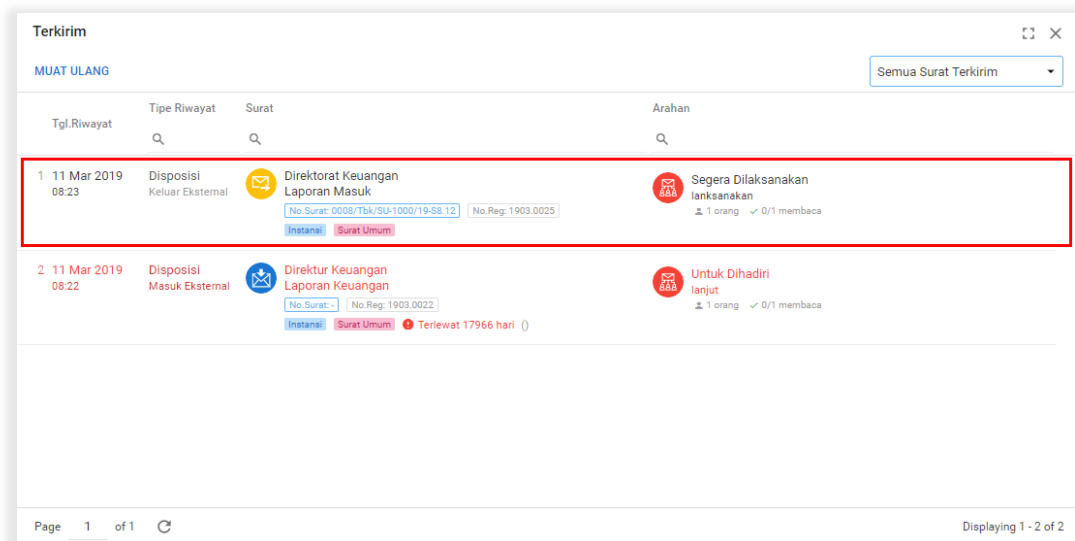 Terkirim
MUAT ULANG
Semua Surat Terkirim
Tgl.Riwayat
Tipe Riwayat
Surat
Arahan
1 11 Mar 2019
08:23
Disposisi
Keluar Eksternal
Direktorat Keuangan
Laporan Masuk
No.Surat: 0008/Tbk/SU-1000/19-S8.12 No.Reg: 1903.0025
Instansi Surat Umum
Segera Dilaksanakan
lanksanakan
1 orang 0/1 membaca
2 11 Mar 2019
08:22
Disposisi
Masuk Eksternal
Direktur Keuangan
Laporan Keuangan
No.Surat: - No.Reg: 1903.0022
Instansi Surat Umum Terlewat 17966 hari ()
Untuk Dihadiri
lanjut
1 orang 0/1 membaca
Page 1 of 1
Displaying 1 - 2 of 2